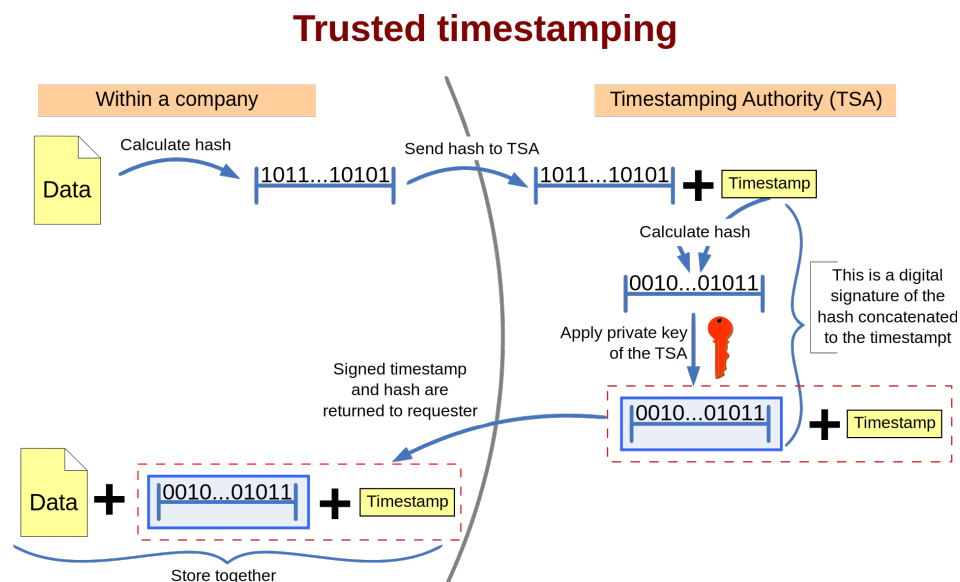 Trusted timestamping
Within a company
Timestamping Authority (TSA)
Data
Calculate hash
1011...10101
Send hash to TSA
1011...10101
Timestamp
Calculate hash
0010...01011
This is a digital
signature of the
hash concatenated
to the timestampt
Apply private key
of the TSA
0010...01011
Timestamp
Signed timestamp
and hash are
returned to requester
Data
0010...01011
Timestamp
Store together